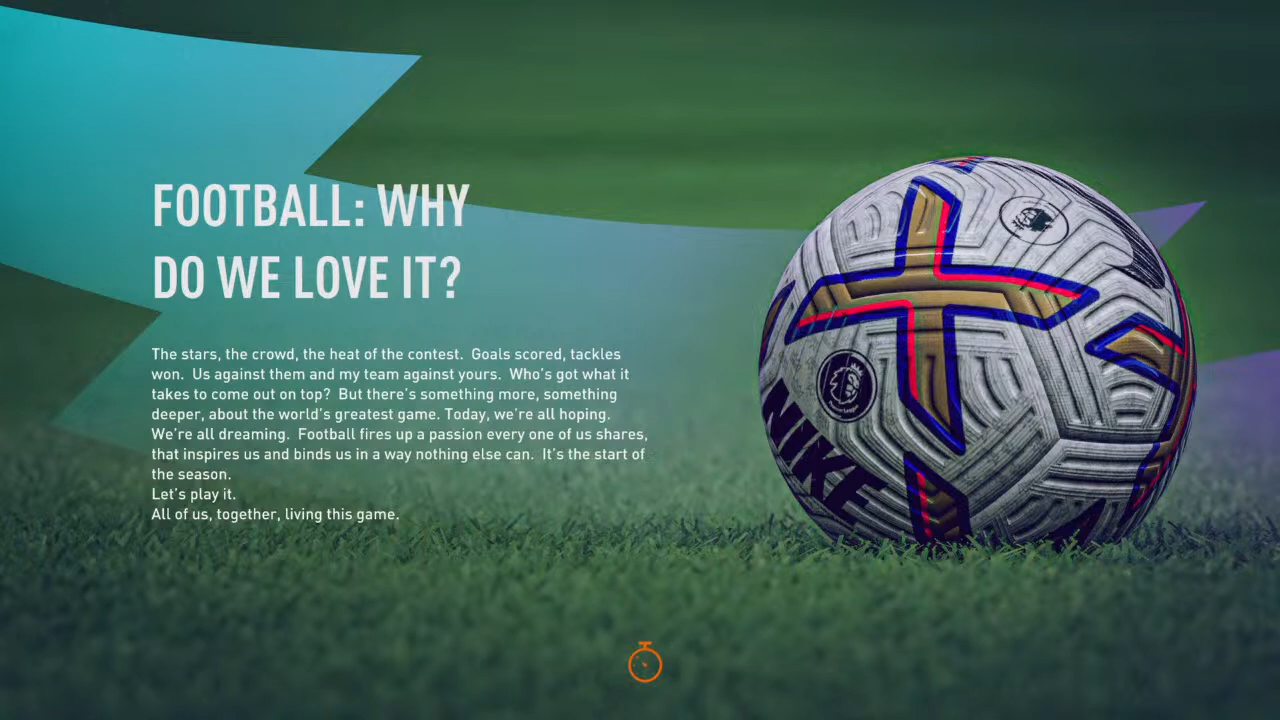 FOOTBALL: WHY
DO WE LOVE IT?
The stars, the crowd, the heat of the contest.  Goals scored, tackles
won.  Us against them and my team against yours.  Who's got what it
takes to come out on top?  But there's something more, something
deeper, about the world's greatest game. Today, we're all hoping.
We're all dreaming.  Football fires up a passion every one of us shares,
that inspires us and binds us in a way nothing else can.  It's the start of
the season.
Let's play it.
All of us, together, living this game.
Premier League
NIKE